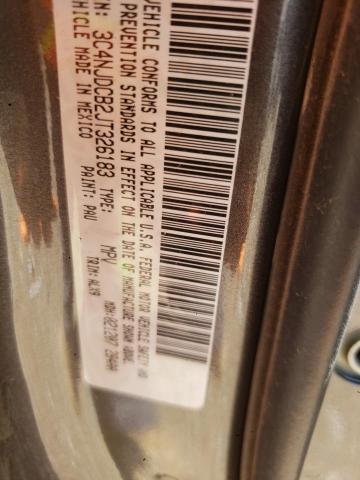 VEHICLE CONFORMS TO ALL APPLICABLE U.S.A. FEDERAL MOTOR VEHICLE SAFETY AND
PREVENTION STANDARDS IN EFFECT ON THE DATE OF MANUFACTURE SHOWN ABOVE.
3C4NJDCB2JT326183 TYPE: MPV MDH:
VEHICLE MADE IN MEXICO PAINT: PAU TRIM: ALX9